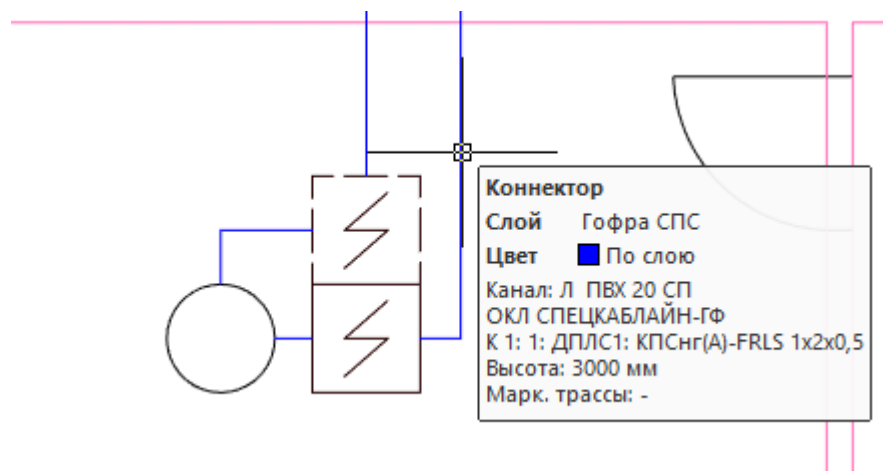 Коннектор
Слой Гофра СПС
Цвет По слою
Канал: Л ПВХ 20 СП
ОКЛ СПЕЦКАБЛАЙН-ГФ
К 1: 1: ДПЛС1: КПСнг(А)-FRLS 1x2x0,5
Высота: 3000 мм
Марк. трассы: -